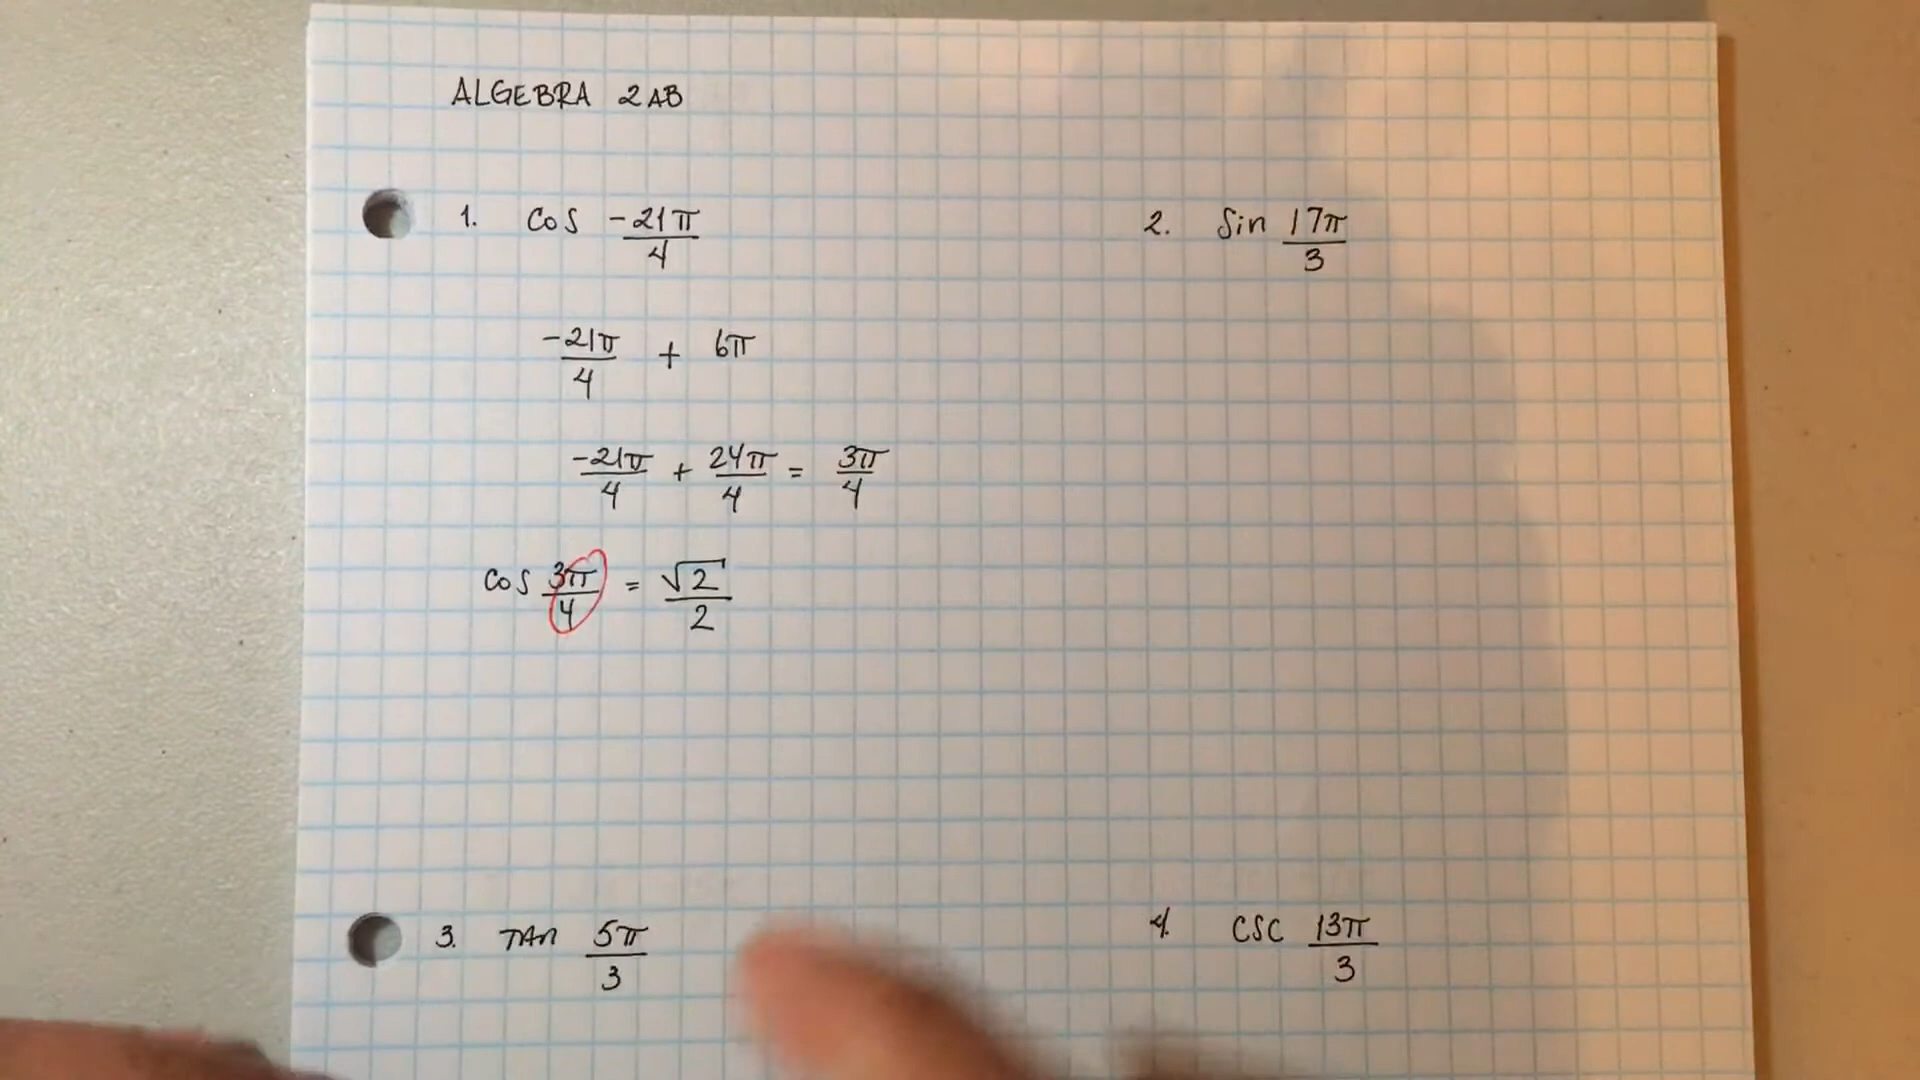 ALGEBRA 2AB
1. Cos -21π/4
2. Sin 17π/3
-21π/4 + 6π
-21π/4 + 24π/4 = 3π/4
Cos 3π/4 = √2/2
3. TAn 5π/3
4. CSC 13π/3